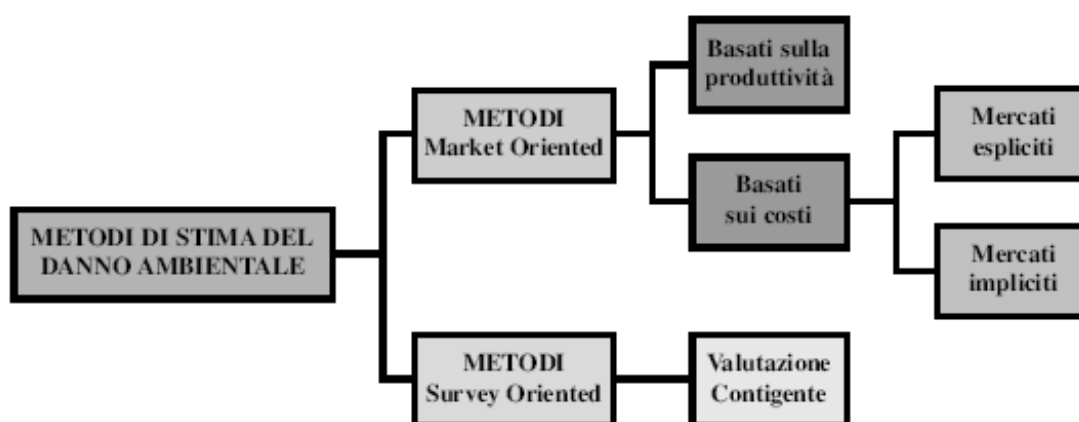 METODI DI STIMA DEL
DANNO AMBIENTALE
METODI
Market Oriented
Basati sulla
produttività
Basati
sui costi
Mercati
espliciti
Mercati
impliciti
METODI
Survey Oriented
Valutazione
Contigente